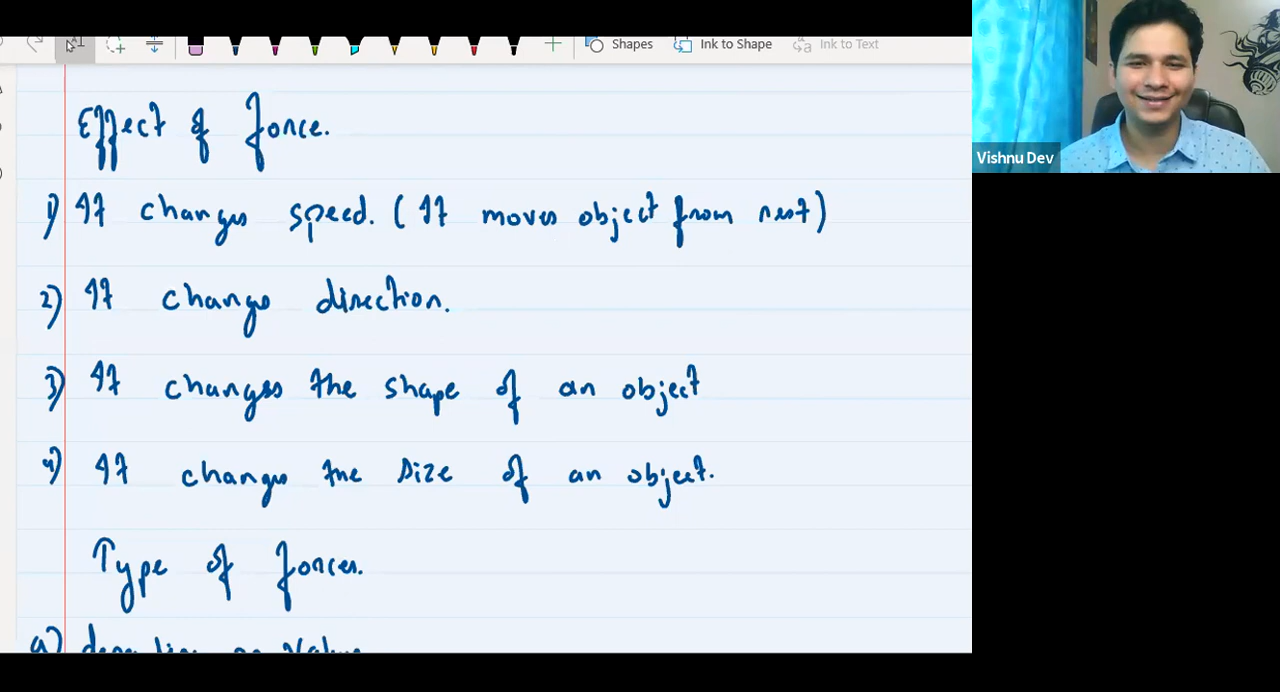 Shapes Ink to Shape Ink to Text
Vishnu Dev
Effect of force.
1) It changes speed. (It moves object from rest)
2) It change direction.
3) It changes the shape of an object
4) It changes the size of an object.
Type of forces.
a)